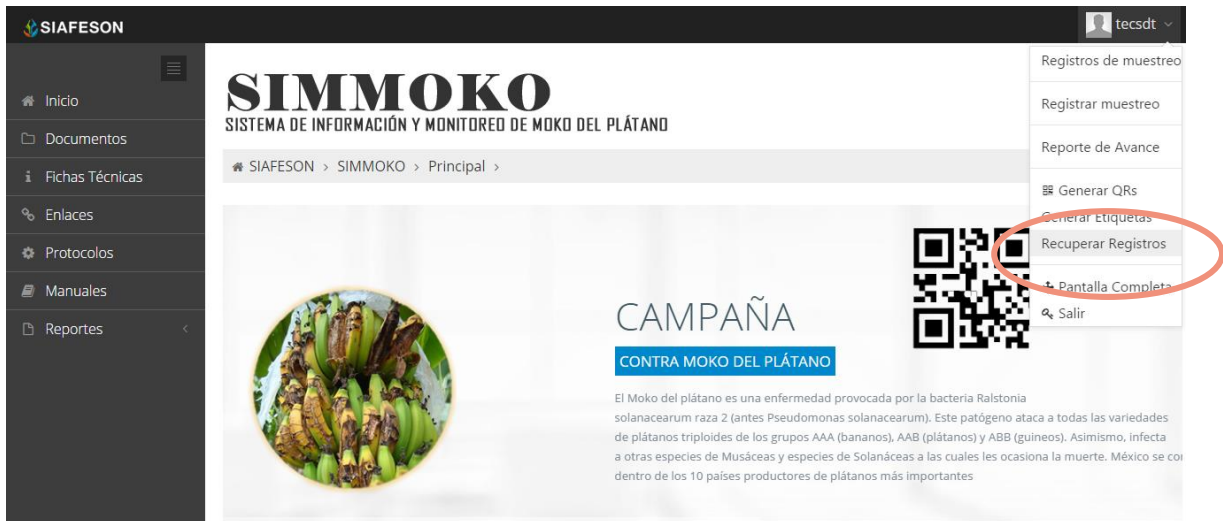 SIAFESON
tecsdt
Inicio
Documentos
Fichas Técnicas
Enlaces
Protocolos
Manuales
Reportes
SIMMOKO
SISTEMA DE INFORMACIÓN Y MONITOREO DE MOKO DEL PLÁTANO
SIAFESON > SIMMOKO > Principal >
Registros de muestreo
Registrar muestreo
Reporte de Avance
Generar QRs
Generar Etiquetas
Recuperar Registros
Pantalla Completa
Salir
CAMPAÑA
CONTRA MOKO DEL PLÁTANO
El Moko del plátano es una enfermedad provocada por la bacteria Ralstonia
solanacearum raza 2 (antes Pseudomonas solanacearum). Este patógeno ataca a todas las variedades
de plátanos triploides de los grupos AAA (bananos), AAB (plátanos) y ABB (guineos). Asimismo, infecta
a otras especies de Musáceas y especies de Solanáceas a las cuales les ocasiona la muerte. México se co
dentro de los 10 países productores de plátanos más importantes